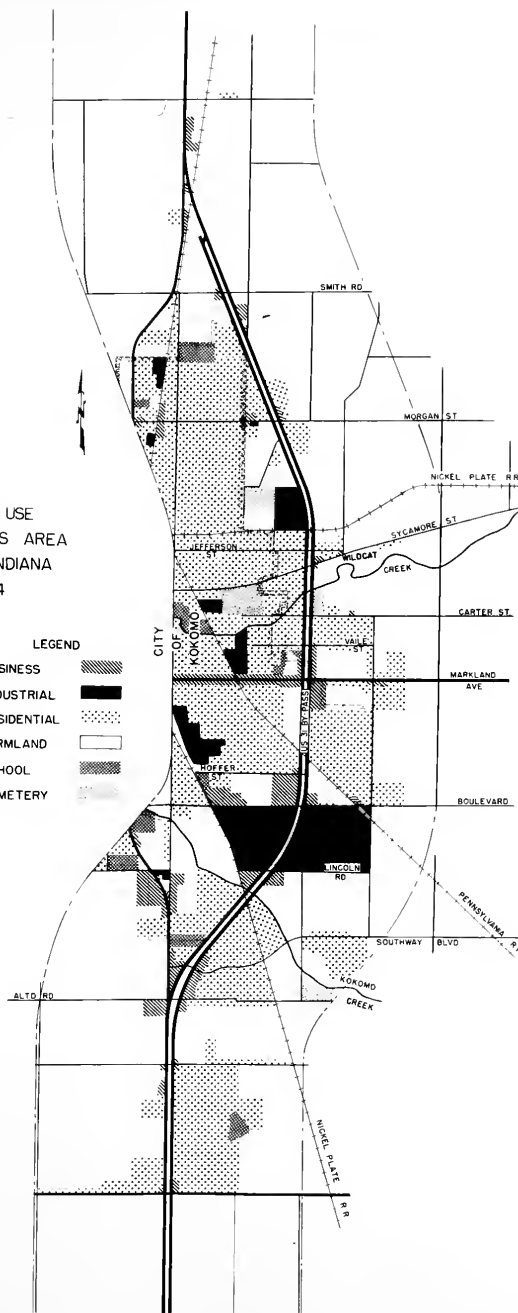 SMITH RD
MORGAN ST
NICKEL PLATE RR
SYCAMORE ST
USE
S AREA
NDIANA
4
JEFFERSON
ST
WILDCAT
CREEK
CARTER ST.
CITY
OF
KOKOMO
VAILE
ST
LEGEND
SINESS
DUSTRIAL
SIDENTIAL
RMLAND
HOOL
METERY
MARKLAND
AVE
US 31 BY PASS
HOFFER
ST
BOULEVARD
LINCOLN
RD
PENNSYLVANIA R
SOUTHWAY BLVD
KOKOMO
CREEK
ALTO RD
NICKEL PLATE
R R